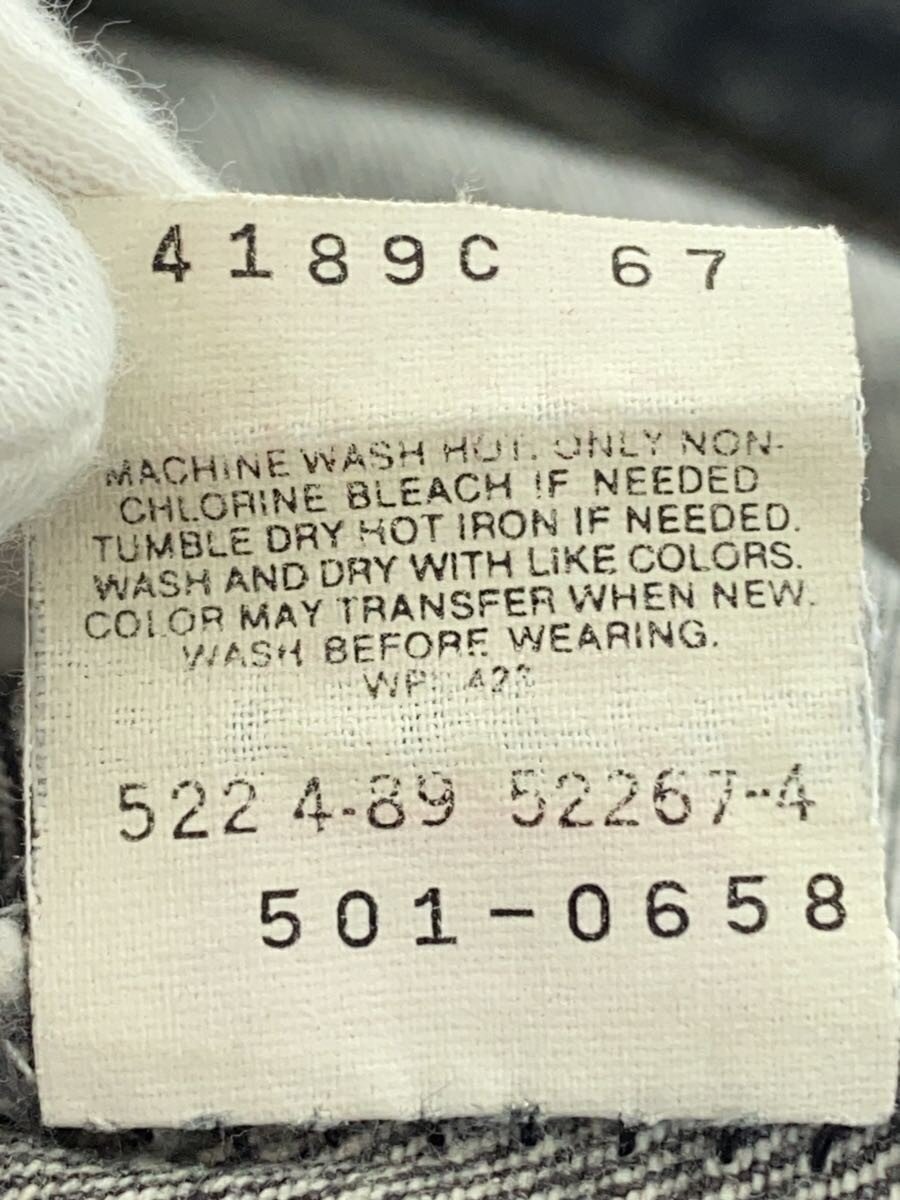 4189C 67
MACHINE WASH HOT. ONLY NON-
CHLORINE BLEACH IF NEEDED
TUMBLE DRY HOT IRON IF NEEDED.
WASH AND DRY WITH LIKE COLORS.
COLOR MAY TRANSFER WHEN NEW.
WASH BEFORE WEARING.
WPL 423
522 4-89 52267-4
501-0658